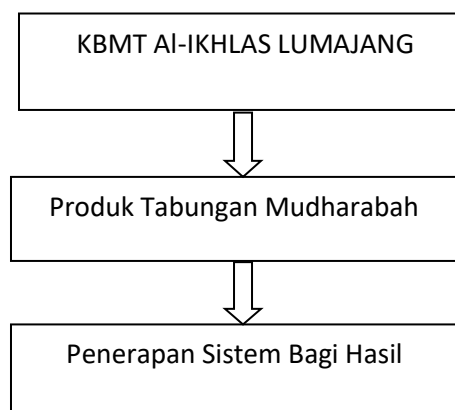 KBMT Al-IKHLAS LUMAJANG
Produk Tabungan Mudharabah
Penerapan Sistem Bagi Hasil